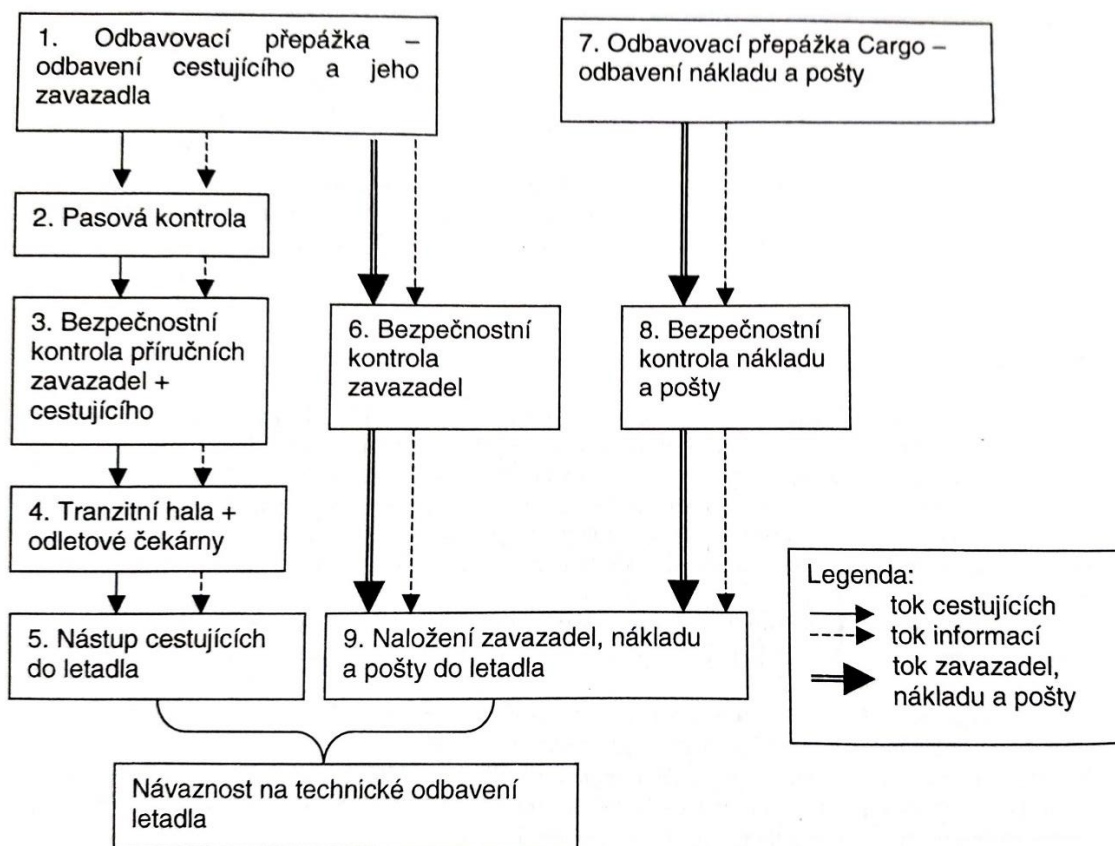 1. Odbavovací přepážka –
odbavení cestujícího a jeho
zavazadla
7. Odbavovací přepážka Cargo –
odbavení nákladu a pošty
2. Pasová kontrola
3. Bezpečnostní
kontrola příručních
zavazadel +
cestujícího
6. Bezpečnostní
kontrola
zavazadel
8. Bezpečnostní
kontrola nákladu
a pošty
4. Tranzitní hala +
odletové čekárny
5. Nástup cestujících
do letadla
9. Naložení zavazadel, nákladu
a pošty do letadla
Legenda:
tok cestujících
tok informací
tok zavazadel,
nákladu a pošty
Návaznost na technické odbavení
letadla